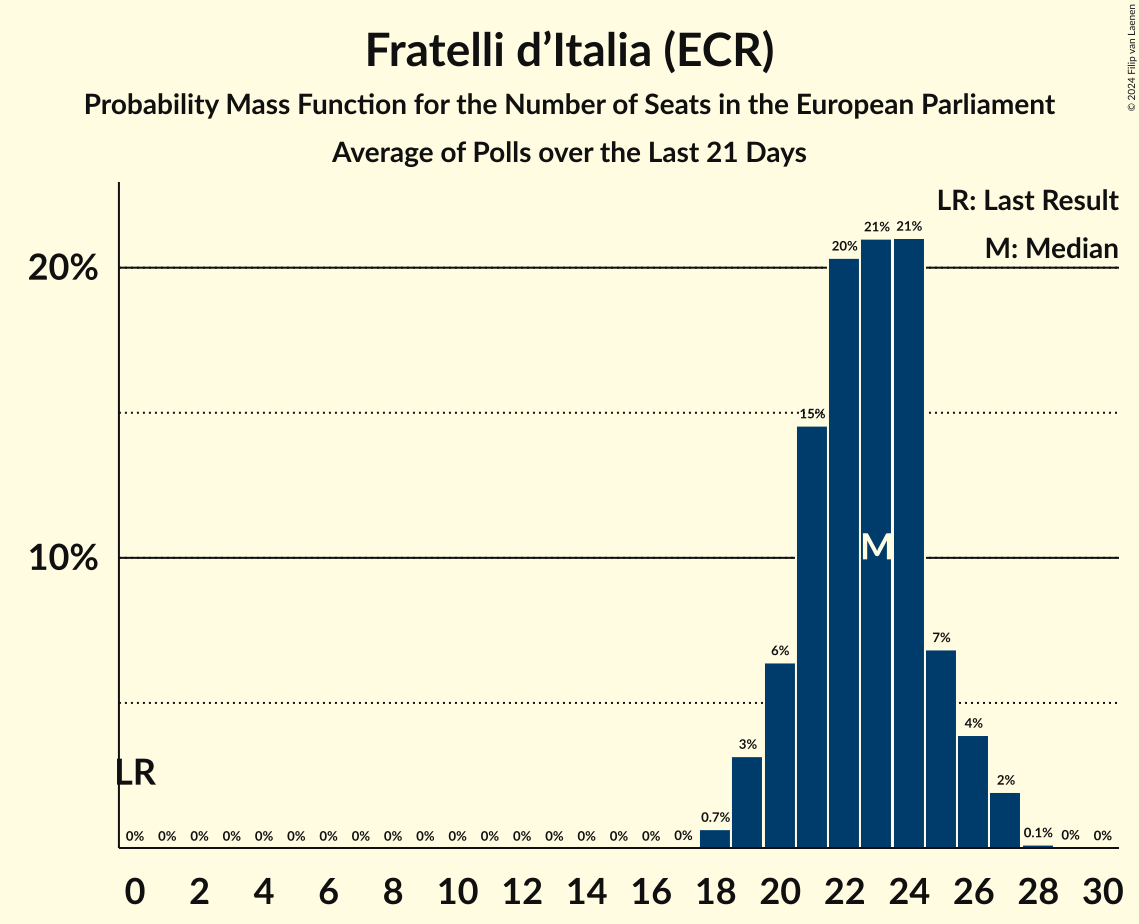 Fratelli d’Italia (ECR)
Probability Mass Function for the Number of Seats in the European Parliament
Average of Polls over the Last 21 Days
© 2024 Filip van Laenen
LR: Last Result
M: Median
20%
10%
21% 21%
20%
15%
M
7%
6%
4%
3%
2%
LR
0.7%
0.1%
0% 0% 0% 0% 0% 0% 0% 0% 0% 0% 0% 0% 0% 0% 0% 0% 0% 0% 0% 0%
0 2 4 6 8 10 12 14 16 18 20 22 24 26 28 30